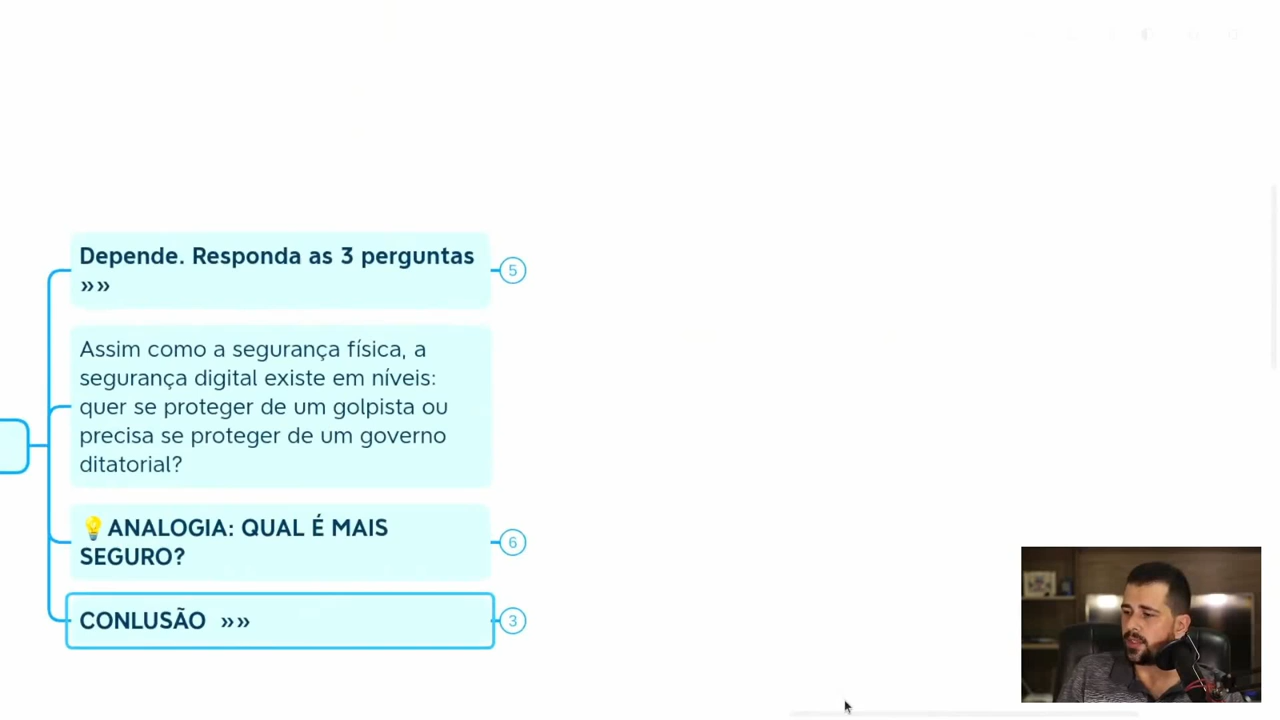 Depende. Responda as 3 perguntas
»»
5
Assim como a segurança física, a
segurança digital existe em níveis:
quer se proteger de um golpista ou
precisa se proteger de um governo
ditatorial?
💡ANALOGIA: QUAL É MAIS
SEGURO?
6
CONLUSÃO »»
3